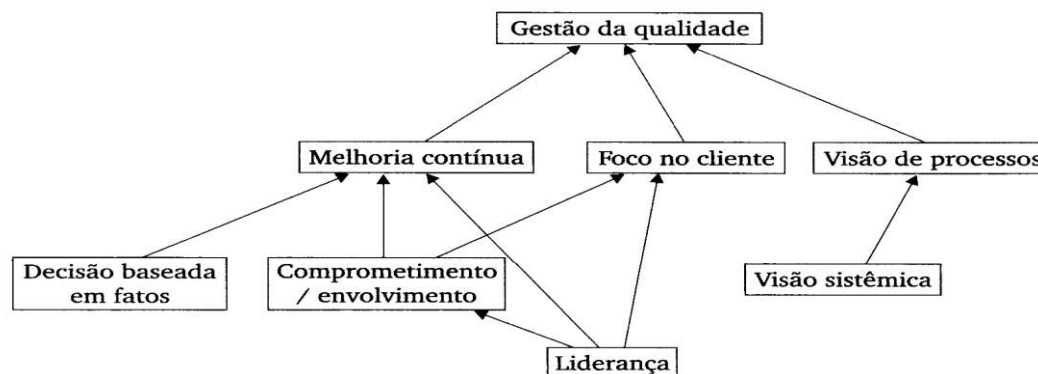 Gestão da qualidade
Melhoria contínua
Foco no cliente
Visão de processos
Decisão baseada
em fatos
Comprometimento
/ envolvimento
Visão sistêmica
Liderança